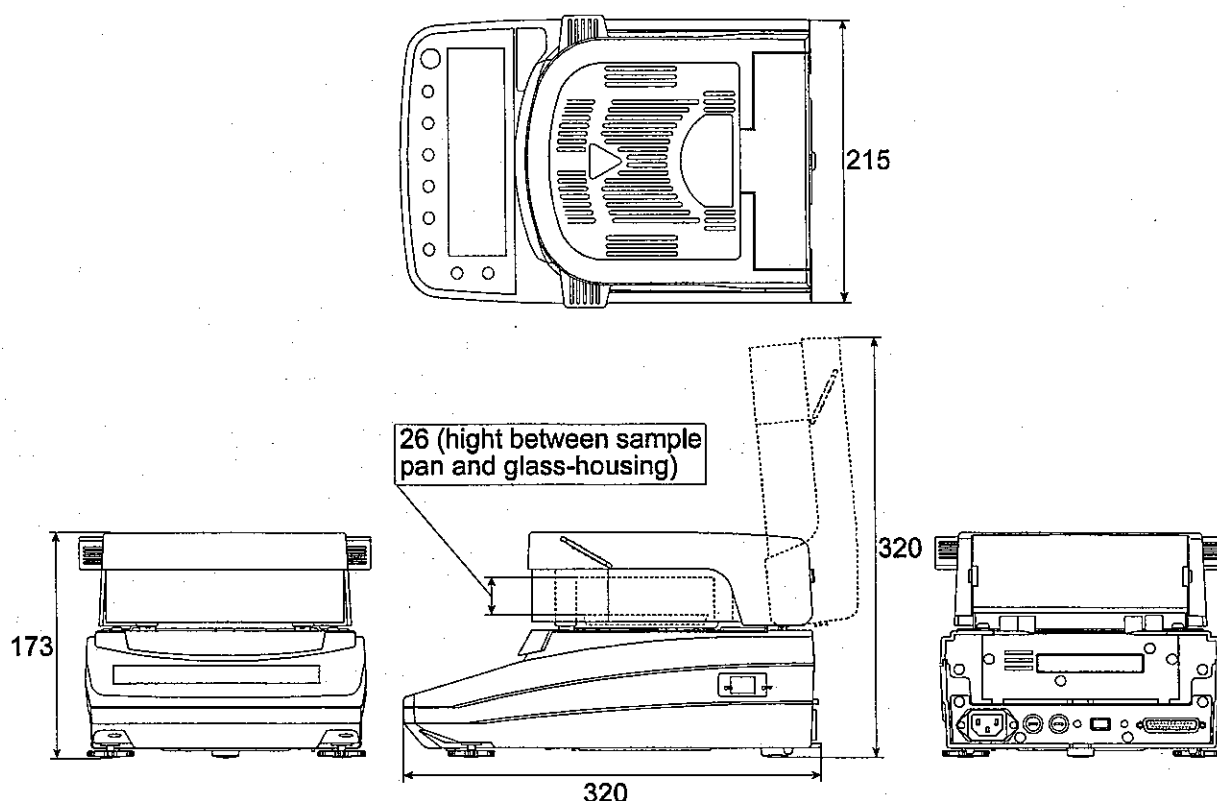 215
26 (hight between sample
pan and glass-housing)
320
173
320